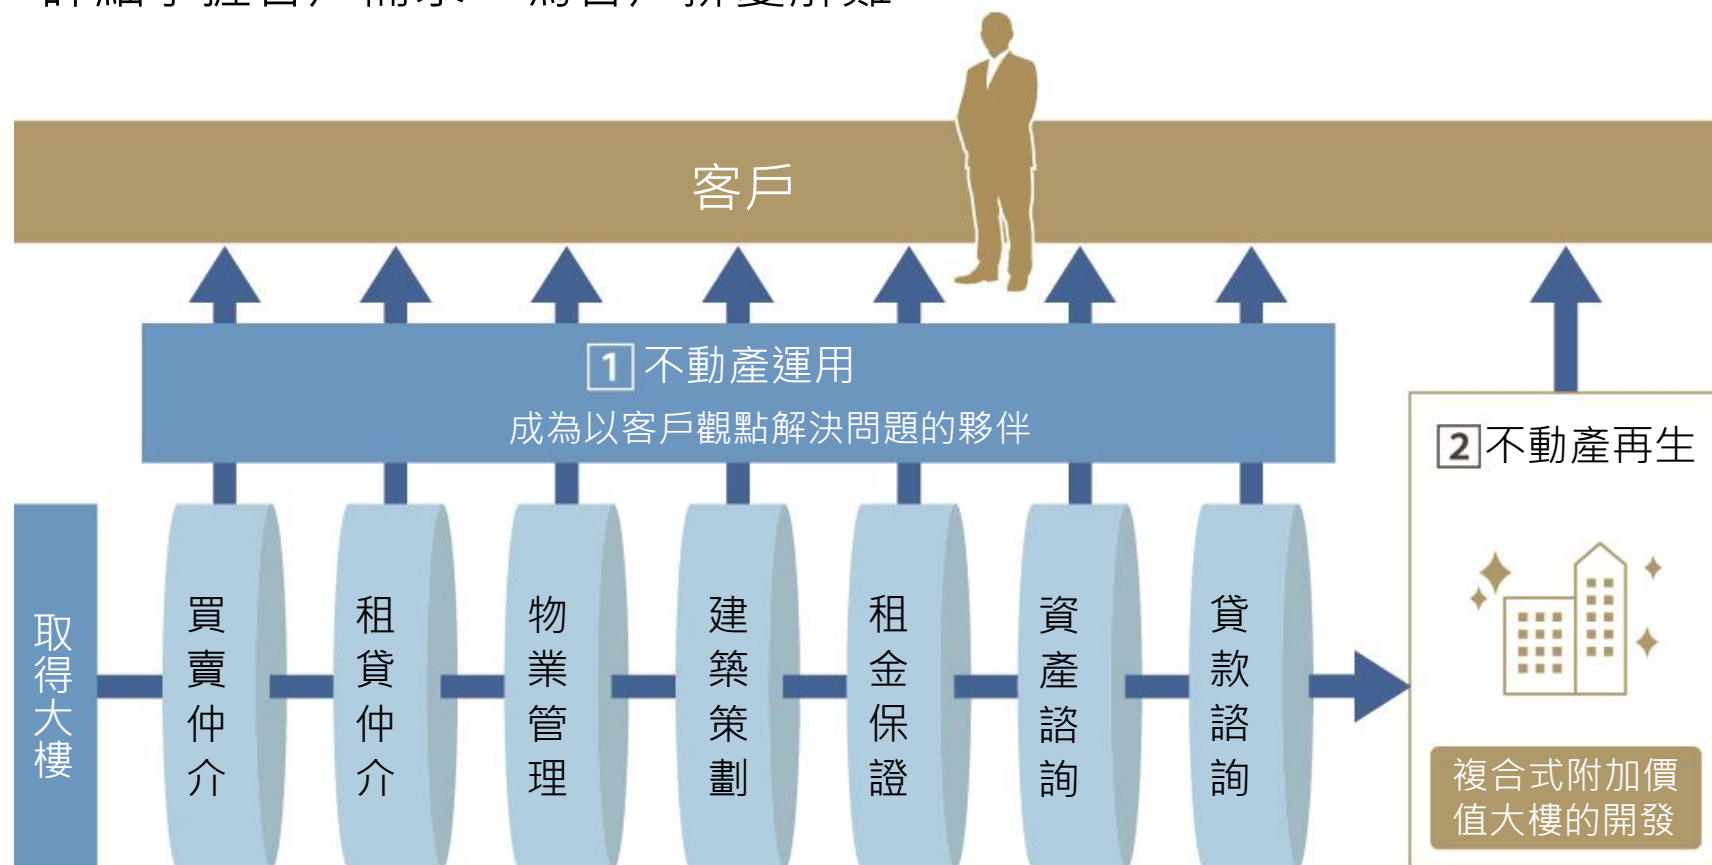 客戶
1 不動產運用
成為以客戶觀點解決問題的夥伴
2 不動產再生
取得大樓
買賣仲介
租貸仲介
物業管理
建築策劃
租金保證
資產諮詢
貸款諮詢
複合式附加價
值大樓的開發